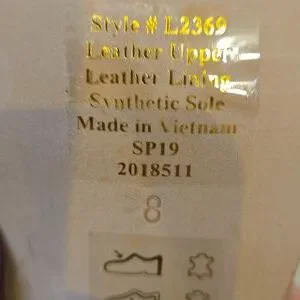 Style # L2369
Leather Upper
Leather Lining
Synthetic Sole
Made in Vietnam
SP19
2018511
8